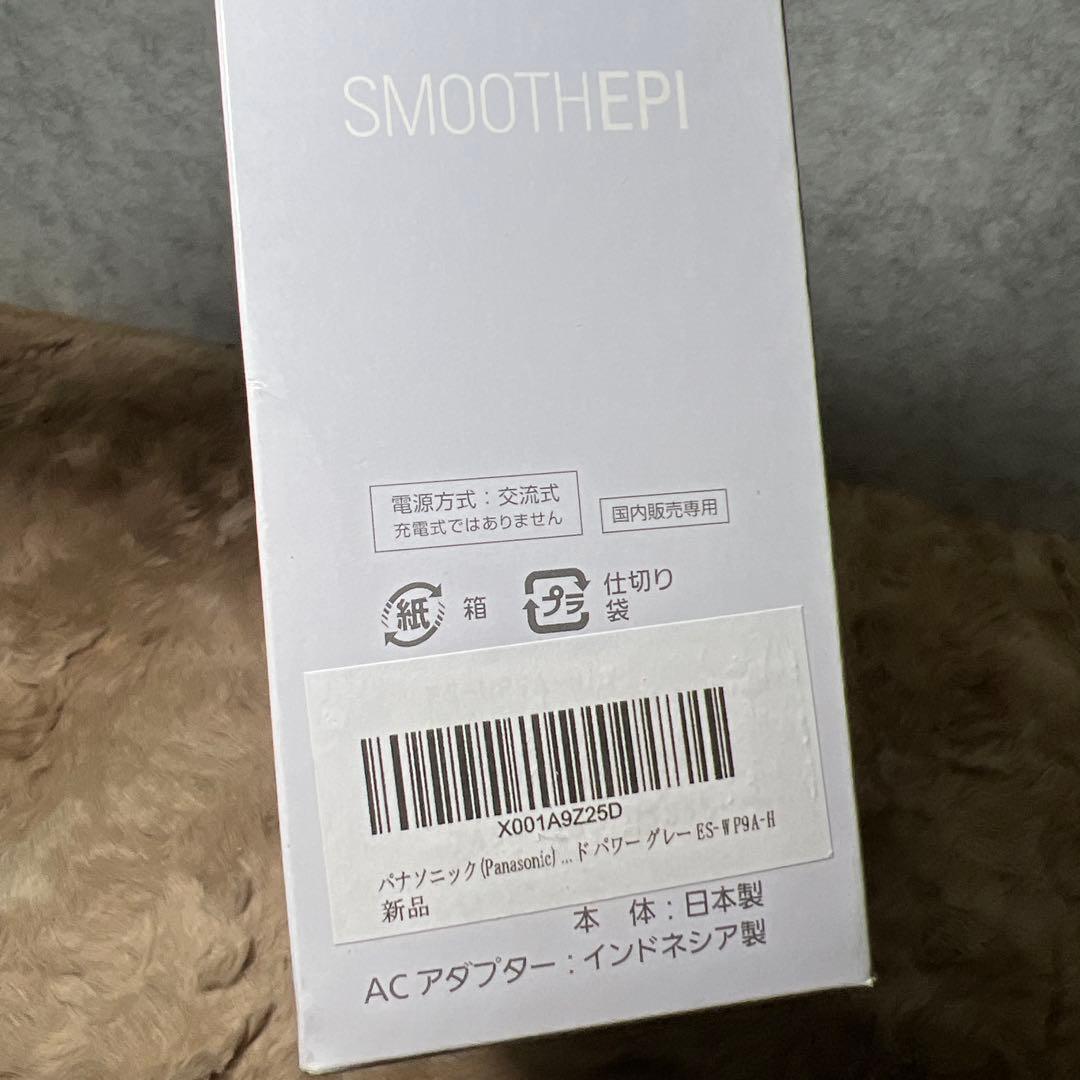 SMOOTHEPI
電源方式：交流式
充電式ではありません
国内販売専用
紙 箱
プラ 仕切り
袋
X001A9Z25D
パナソニック(Panasonic) ...ド パワー グレー ES-WP9A-H
新品
本　体：日本製
ACアダプター：インドネシア製